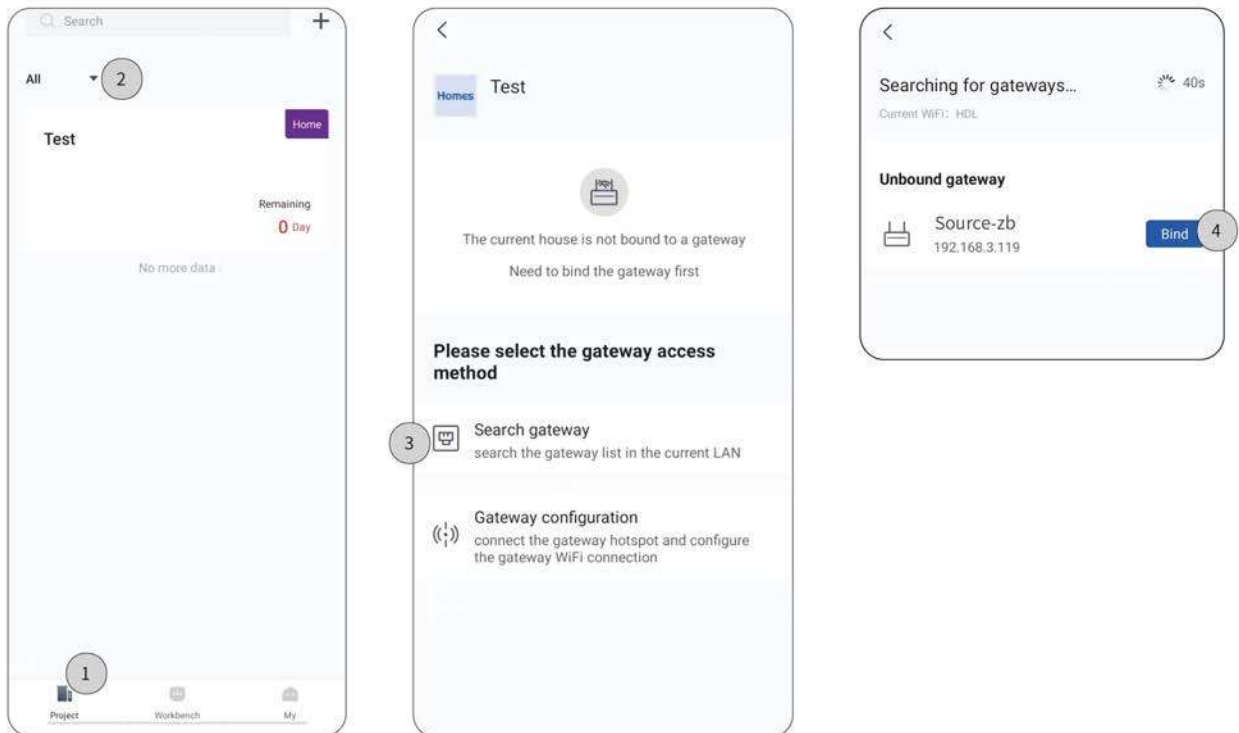 Search
All
2
Home
Test
Remaining
0 Day
No more data
1
Project
Workbench
My
Homes
Test
The current house is not bound to a gateway
Need to bind the gateway first
Please select the gateway access
method
3
Search gateway
search the gateway list in the current LAN
Gateway configuration
connect the gateway hotspot and configure
the gateway WiFi connection
Searching for gateways...
40s
Current WiFi: HDL
Unbound gateway
Source-zb
192.168.3.119
Bind
4